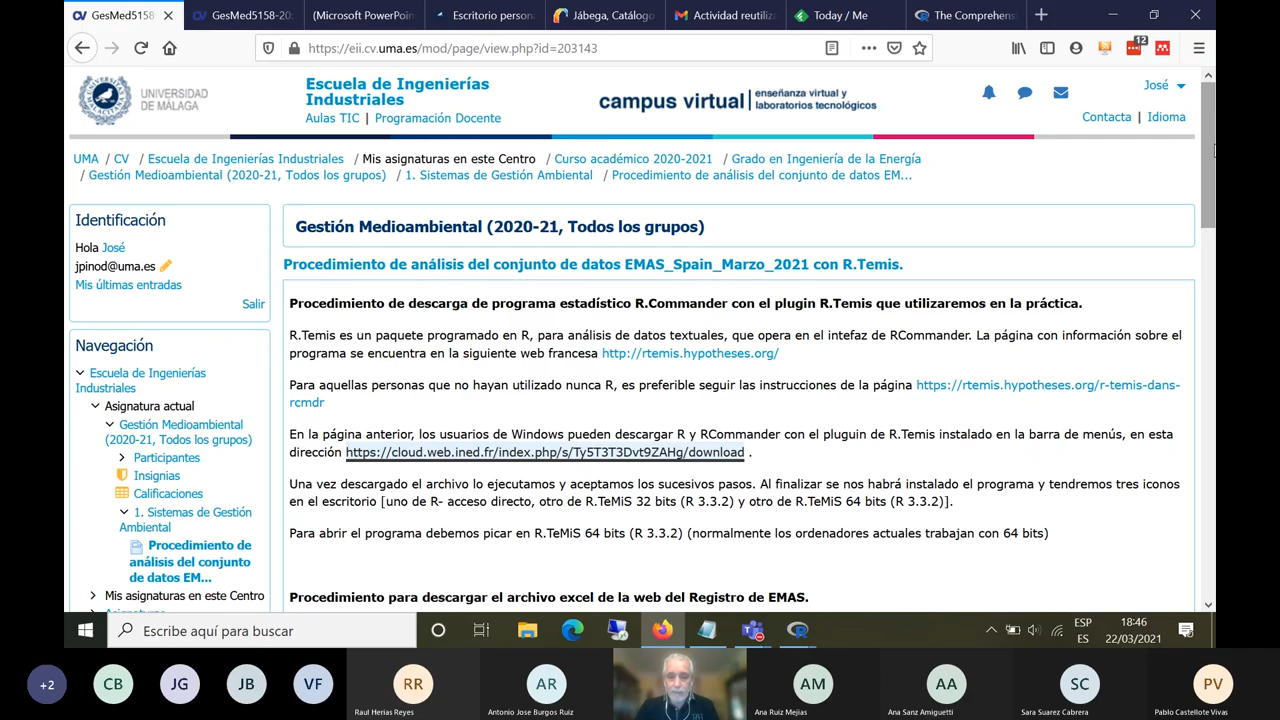 GesMed5158
GesMed5158-20
(Microsoft PowerPoin
Escritorio person
Jábega, Catálogo
Actividad reutiliz
Today / Me
The Comprehens
https://eii.cv.uma.es/mod/page/view.php?id=203143
12
UNIVERSIDAD
DE MÁLAGA
Escuela de Ingenierías
Industriales
Aulas TIC | Programación Docente
campus virtual
enseñanza virtual y
laboratorios tecnológicos
José
Contacta | Idioma
UMA / CV / Escuela de Ingenierías Industriales / Mis asignaturas en este Centro / Curso académico 2020-2021 / Grado en Ingeniería de la Energía
/ Gestión Medioambiental (2020-21, Todos los grupos) / 1. Sistemas de Gestión Ambiental / Procedimiento de análisis del conjunto de datos EM...
Identificación
Hola José
jpinod@uma.es
Mis últimas entradas
Salir
Navegación
Escuela de Ingenierías
Industriales
Asignatura actual
Gestión Medioambiental
(2020-21, Todos los grupos)
Participantes
Insignias
Calificaciones
1. Sistemas de Gestión
Ambiental
Procedimiento de
análisis del conjunto
de datos EM...
Mis asignaturas en este Centro
Gestión Medioambiental (2020-21, Todos los grupos)
Procedimiento de análisis del conjunto de datos EMAS_Spain_Marzo_2021 con R.Temis.
Procedimiento de descarga de programa estadístico R.Commander con el plugin R.Temis que utilizaremos en la práctica.
R.Temis es un paquete programado en R, para análisis de datos textuales, que opera en el intefaz de RCommander. La página con información sobre el
programa se encuentra en la siguiente web francesa http://rtemis.hypotheses.org/
Para aquellas personas que no hayan utilizado nunca R, es preferible seguir las instrucciones de la página https://rtemis.hypotheses.org/r-temis-dans-
rcmdr
En la página anterior, los usuarios de Windows pueden descargar R y RCommander con el pluguin de R.Temis instalado en la barra de menús, en esta
dirección https://cloud.web.ined.fr/index.php/s/Ty5T3T3Dvt9ZAHg/download .
Una vez descargado el archivo lo ejecutamos y aceptamos los sucesivos pasos. Al finalizar se nos habrá instalado el programa y tendremos tres iconos
en el escritorio [uno de R- acceso directo, otro de R.TeMiS 32 bits (R 3.3.2) y otro de R.TeMiS 64 bits (R 3.3.2)].
Para abrir el programa debemos picar en R.TeMiS 64 bits (R 3.3.2) (normalmente los ordenadores actuales trabajan con 64 bits)
Procedimiento para descargar el archivo excel de la web del Registro de EMAS.
Escribe aquí para buscar
ESP
ES
18:46
22/03/2021
+2
CB
JG
JB
VF
RR
Raul Herias Reyes
AR
Antonio Jose Burgos Ruiz
AM
Ana Ruiz Mejias
AA
Ana Sanz Amiguetti
SC
Sara Suarez Cabrera
PV
Pablo Castellote Vivas